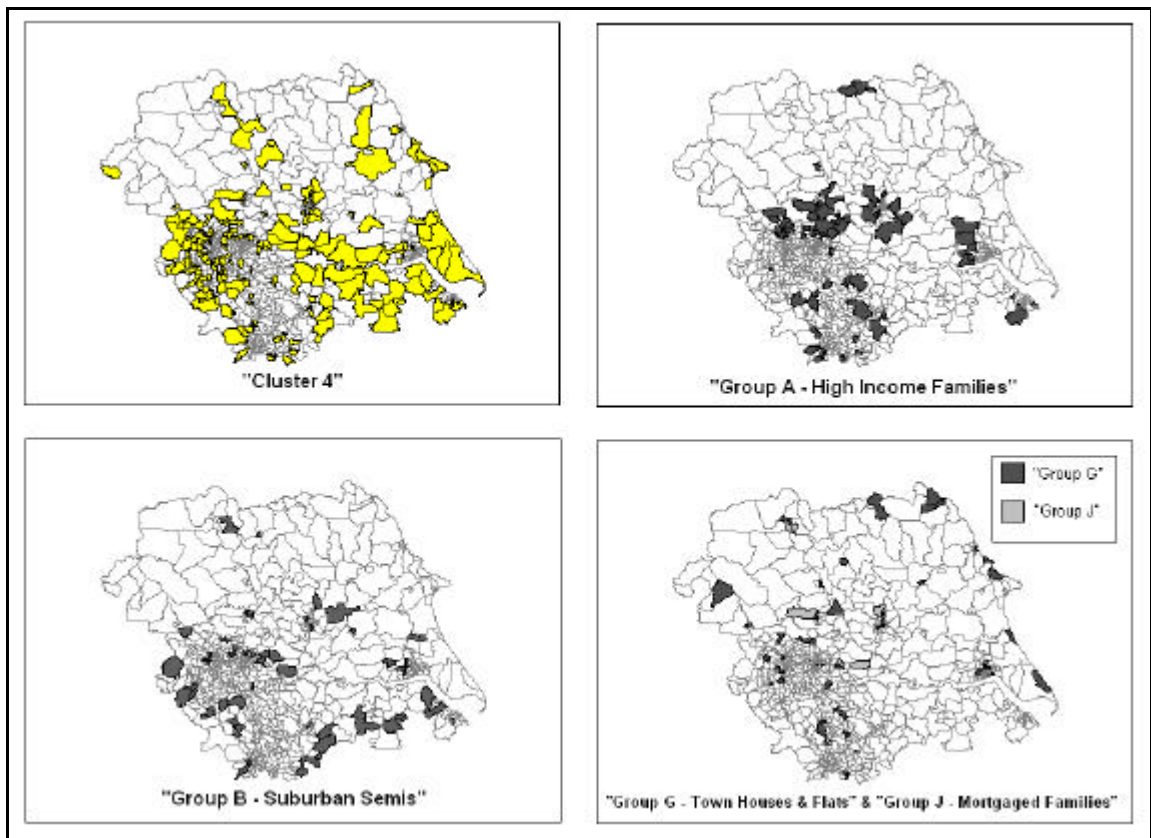 "Cluster 4"
"Group A - High Income Families"
"Group B - Suburban Semis"
"Group G"
"Group J"
"Group G - Town Houses & Flats" & "Group J - Mortgaged Families"